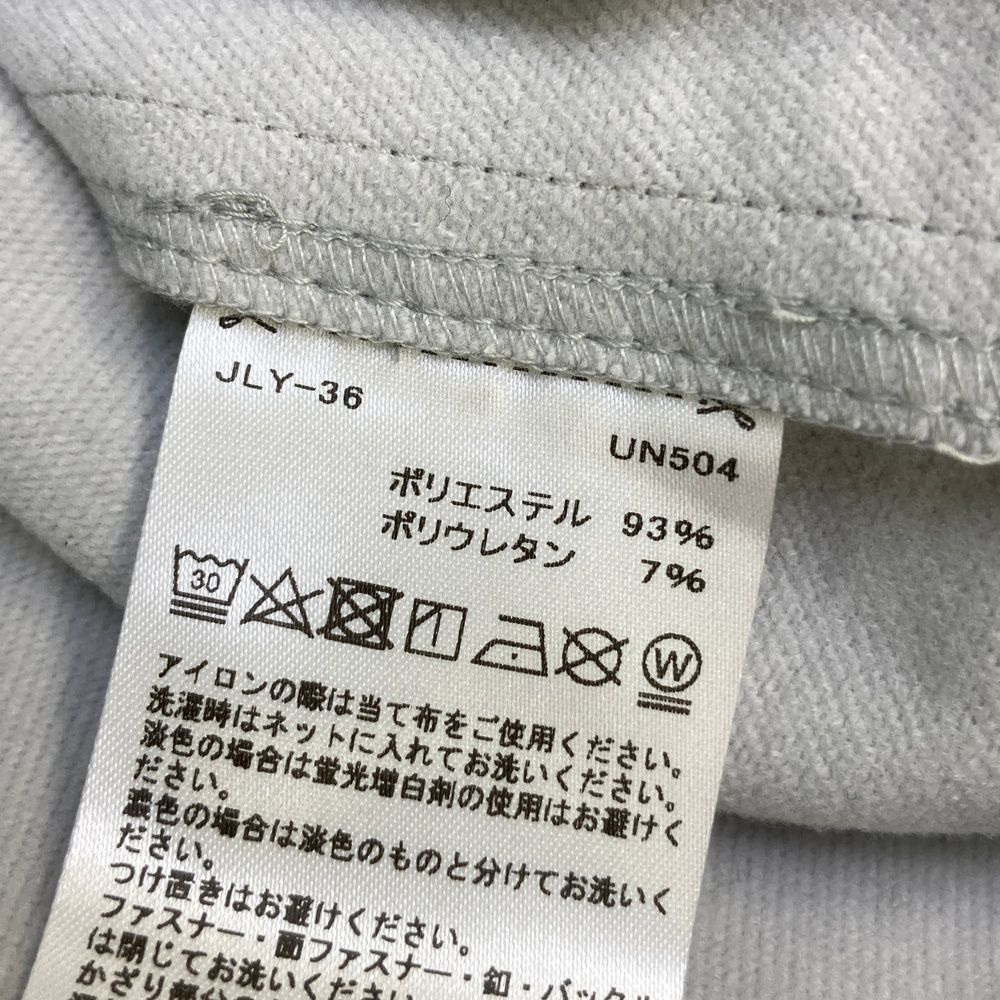 JLY-36
UN504
ポリエステル 93%
ポリウレタン 7%
30
W
アイロンの際は当て布をご使用ください。
洗濯時はネットに入れてお洗いください。
淡色の場合は蛍光増白剤の使用はお避けく
ださい。
濃色の場合は淡色のものと分けてお洗いく
ださい。
つけ置きはお避けください。
ファスナー・面ファスナー・釦・バックル
は閉じてお洗いください。
かざり部分の